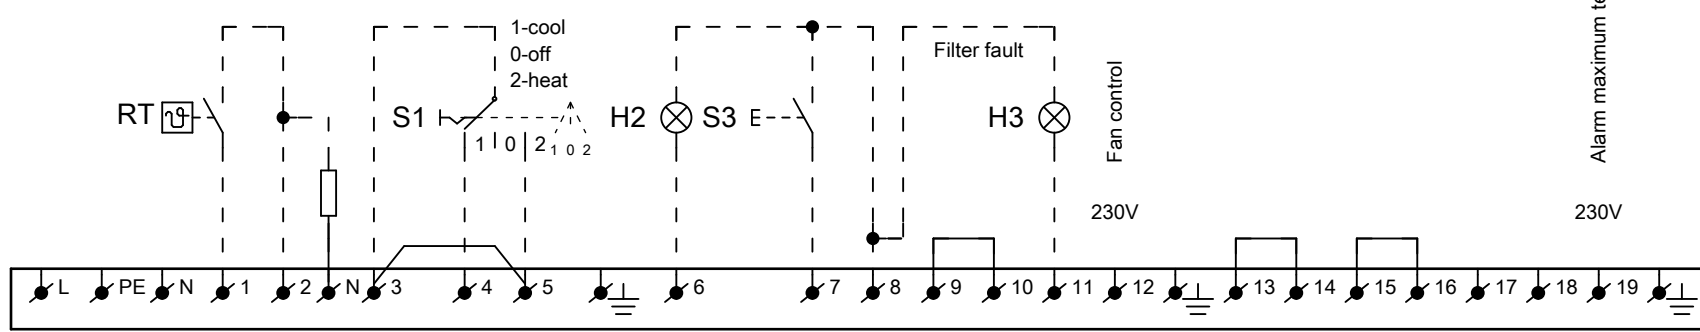 1-cool
0-off
2-heat
Filter fault
Fan control
Alarm maximum
RT
S1
H2
S3
H3
1 0 2
1 0 2
230V
230V
L PE N 1 2 N 3 4 5 6 7 8 9 10 11 12 13 14 15 16 17 18 19